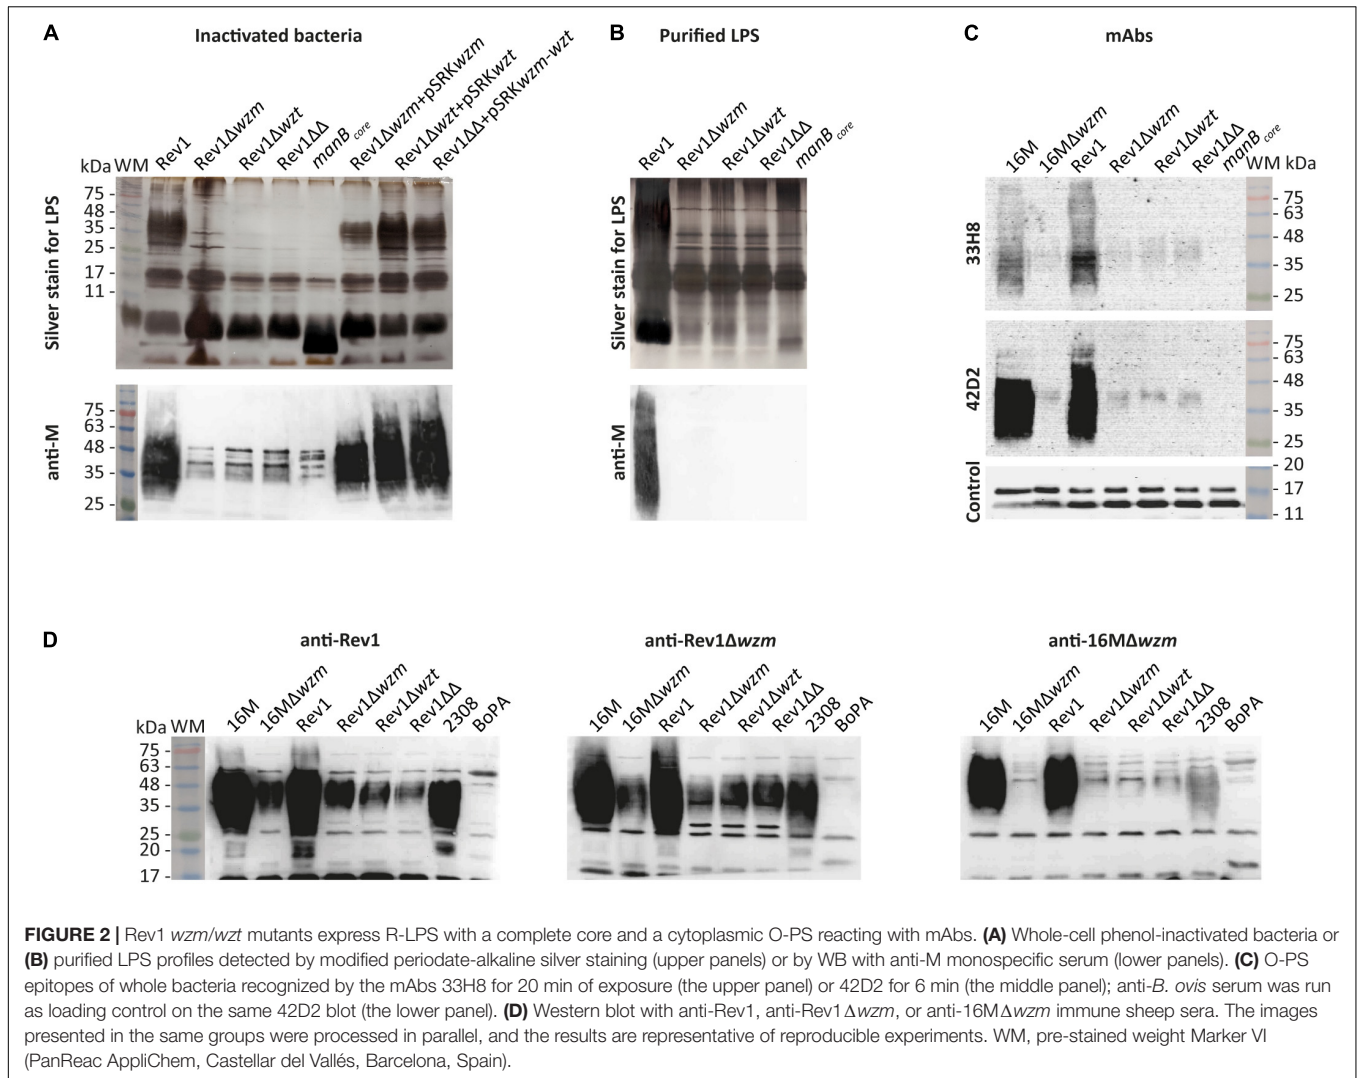 A
Inactivated bacteria
kDa WM Rev1 Rev1Δwzm Rev1Δwzt Rev1ΔΔ manB core Rev1Δwzm+pSRKwzm Rev1Δwzt+pSRKwzt Rev1ΔΔ+pSRKwzm-wzt
Silver stain for LPS
75 -
48 -
35 -
25 -
17 -
11 -
anti-M
75 -
63 -
48 -
35 -
25 -
B
Purified LPS
Rev1 Rev1Δwzm Rev1Δwzt Rev1ΔΔ manB core
Silver stain for LPS
anti-M
C
mAbs
16M 16MΔwzm Rev1 Rev1Δwzm Rev1Δwzt Rev1ΔΔ manB core WM kDa
33H8
- 75
- 63
- 48
- 35
- 25
42D2
- 75
- 63
- 48
- 35
- 25
Control
- 20
- 17
- 11
D
anti-Rev1
kDa WM 16M 16MΔwzm Rev1 Rev1Δwzm Rev1Δwzt Rev1ΔΔ 2308 BoPA
75 -
63 -
48 -
35 -
25 -
20 -
17 -
anti-Rev1Δwzm
16M 16MΔwzm Rev1 Rev1Δwzm Rev1Δwzt Rev1ΔΔ 2308 BoPA
anti-16MΔwzm
16M 16MΔwzm Rev1 Rev1Δwzm Rev1Δwzt Rev1ΔΔ 2308 BoPA
FIGURE 2 | Rev1 wzm/wzt mutants express R-LPS with a complete core and a cytoplasmic O-PS reacting with mAbs. (A) Whole-cell phenol-inactivated bacteria or
(B) purified LPS profiles detected by modified periodate-alkaline silver staining (upper panels) or by WB with anti-M monospecific serum (lower panels). (C) O-PS
epitopes of whole bacteria recognized by the mAbs 33H8 for 20 min of exposure (the upper panel) or 42D2 for 6 min (the middle panel); anti-B. ovis serum was run
as loading control on the same 42D2 blot (the lower panel). (D) Western blot with anti-Rev1, anti-Rev1Δwzm, or anti-16MΔwzm immune sheep sera. The images
presented in the same groups were processed in parallel, and the results are representative of reproducible experiments. WM, pre-stained weight Marker VI
(PanReac AppliChem, Castellar del Vallés, Barcelona, Spain).